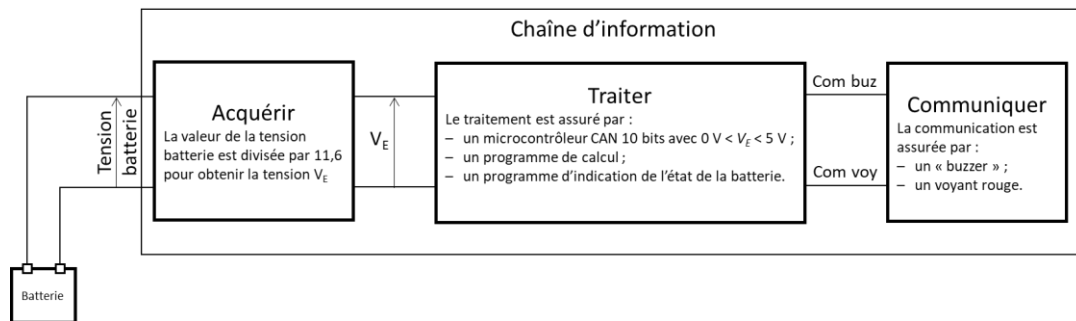 Chaîne d’information
Tension
batterie
Acquérir
La valeur de la tension
batterie est divisée par 11,6
pour obtenir la tension VE
VE
Traiter
Le traitement est assuré par :
– un microcontrôleur CAN 10 bits avec 0 V < VE < 5 V ;
– un programme de calcul ;
– un programme d’indication de l’état de la batterie.
Com buz
Com voy
Communiquer
La communication est
assurée par :
– un « buzzer » ;
– un voyant rouge.
Batterie